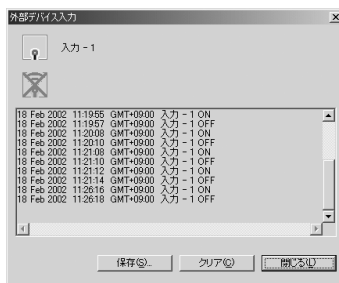 外部デバイス入力
入力 - 1
18 Feb 2002 11:19:55 GMT+09:00 入力 - 1 ON
18 Feb 2002 11:19:57 GMT+09:00 入力 - 1 OFF
18 Feb 2002 11:20:08 GMT+09:00 入力 - 1 ON
18 Feb 2002 11:20:10 GMT+09:00 入力 - 1 OFF
18 Feb 2002 11:21:08 GMT+09:00 入力 - 1 ON
18 Feb 2002 11:21:10 GMT+09:00 入力 - 1 OFF
18 Feb 2002 11:21:12 GMT+09:00 入力 - 1 ON
18 Feb 2002 11:21:14 GMT+09:00 入力 - 1 OFF
18 Feb 2002 11:26:16 GMT+09:00 入力 - 1 ON
18 Feb 2002 11:26:18 GMT+09:00 入力 - 1 OFF
保存(S)... クリア(C) 閉じる(L)